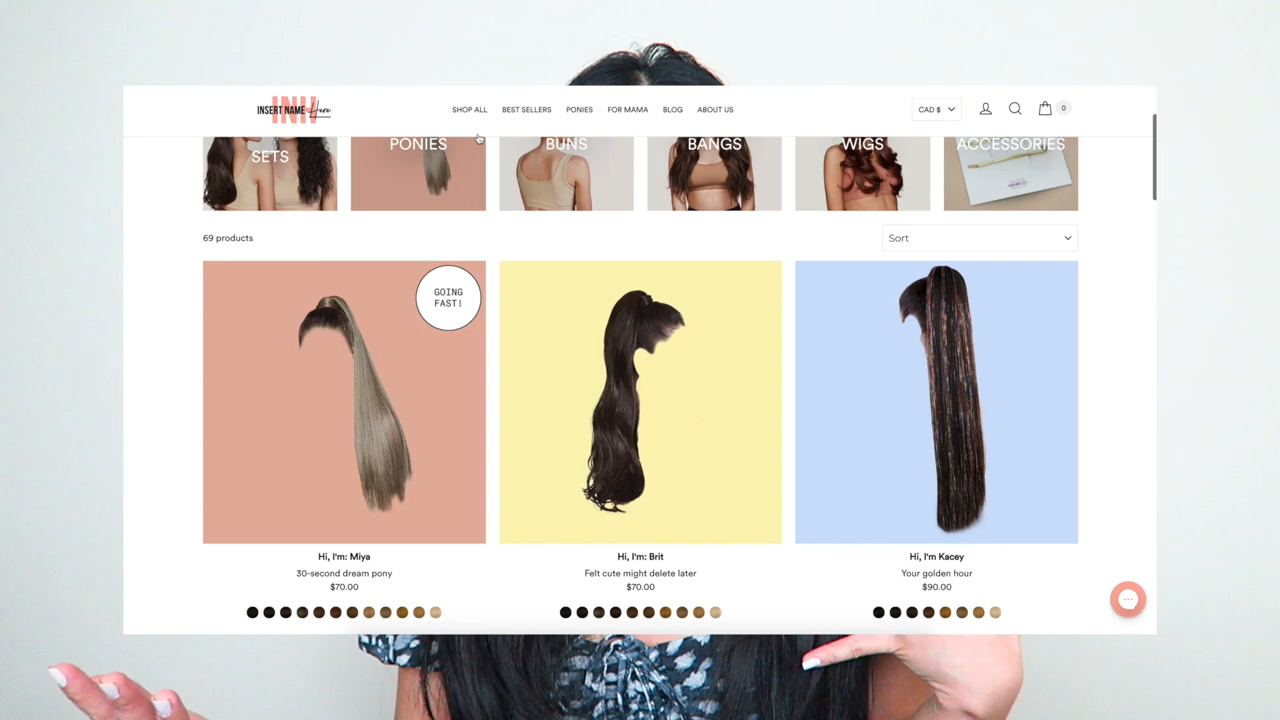 INSERT NAME Here
INH
SHOP ALL
BEST SELLERS
PONIES
FOR MAMA
BLOG
ABOUT US
CAD $
0
SETS
PONIES
BUNS
BANGS
WIGS
ACCESSORIES
69 products
Sort
GOING
FAST!
Hi, I'm: Miya
30-second dream pony
$70.00
Hi, I'm: Brit
Felt cute might delete later
$70.00
Hi, I'm Kacey
Your golden hour
$90.00